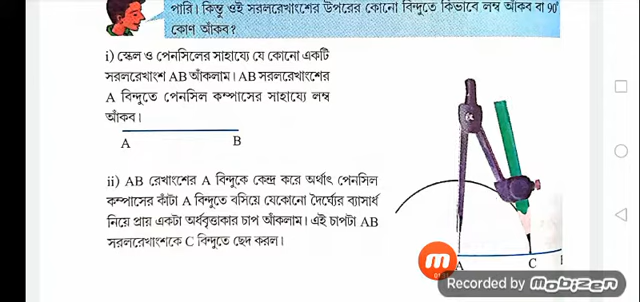 পারি। কিন্তু ওই সরলরেখাংশের উপরের কোনো বিন্দুতে কিভাবে লম্ব আঁকব বা 90°
কোণ আঁকব?
i) স্কেল ও পেনসিলের সাহায্যে যে কোনো একটি
সরলরেখাংশ AB আঁকলাম। AB সরলরেখাংশের
A বিন্দুতে পেনসিল কম্পাসের সাহায্যে লম্ব
আঁকব।
A B
ii) AB রেখাংশের A বিন্দুকে কেন্দ্র করে অর্থাৎ পেনসিল
কম্পাসের কাঁটা A বিন্দুতে বসিয়ে যেকোনো দৈর্ঘ্যের ব্যাসার্ধ
নিয়ে প্রায় একটা অর্ধবৃত্তাকার চাপ আঁকলাম। এই চাপটা AB
সরলরেখাংশকে C বিন্দুতে ছেদ করল।
A C
Recorded by Mobizen